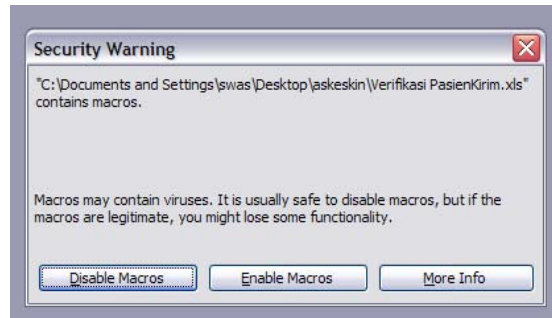 Security Warning
"C:\Documents and Settings\swas\Desktop\askeskin\Verifikasi PasienKirim.xls"
contains macros.
Macros may contain viruses. It is usually safe to disable macros, but if the
macros are legitimate, you might lose some functionality.
Disable Macros
Enable Macros
More Info